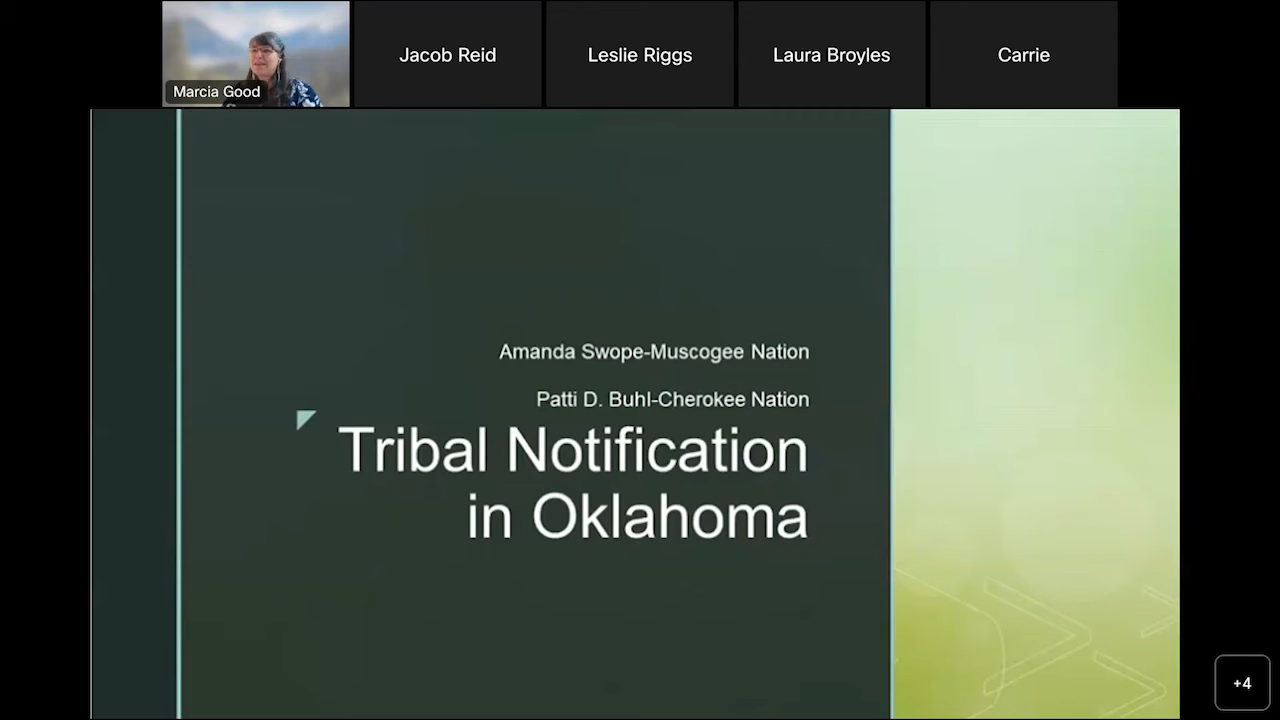 Marcia Good
Jacob Reid
Leslie Riggs
Laura Broyles
Carrie
Amanda Swope-Muscogee Nation
Patti D. Buhl-Cherokee Nation
Tribal Notification
in Oklahoma
+4